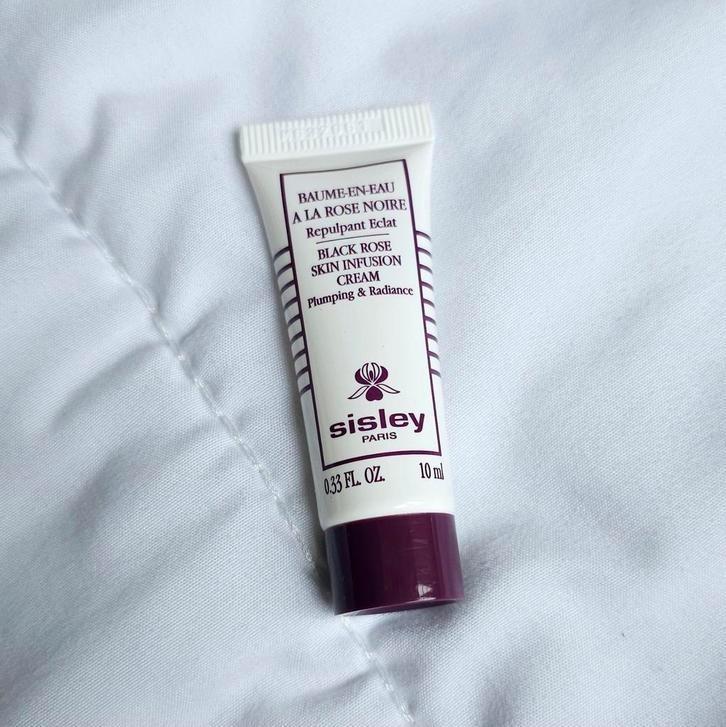 BAUME-EN-EAU
A LA ROSE NOIRE
Repulpant Eclat
BLACK ROSE
SKIN INFUSION
CREAM
Plumping & Radiance
sisley
PARIS
0.33 FL. OZ. 10 ml